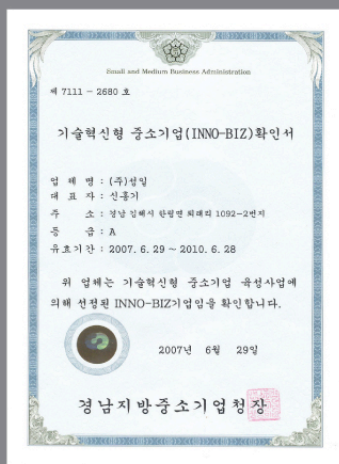 Small and Medium Business Administration
제 7111 - 2680 호
기술혁신형 중소기업(INNO-BIZ)확인서
업 체 명 : (주)성일
대 표 자 : 신흥기
주 소 : 경남 김해시 한림면 퇴래리 1092-2번지
등 급 : A
유효기간 : 2007. 6. 29 ~ 2010. 6. 28
위 업체는 기술혁신형 중소기업 육성사업에
의해 선정된 INNO-BIZ기업임을 확인합니다.
2007년 6월 29일
경남지방중소기업청장